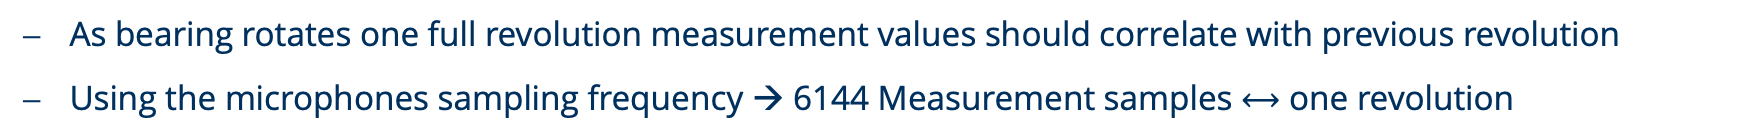 – As bearing rotates one full revolution measurement values should correlate with previous revolution
– Using the microphones sampling frequency → 6144 Measurement samples ↔ one revolution